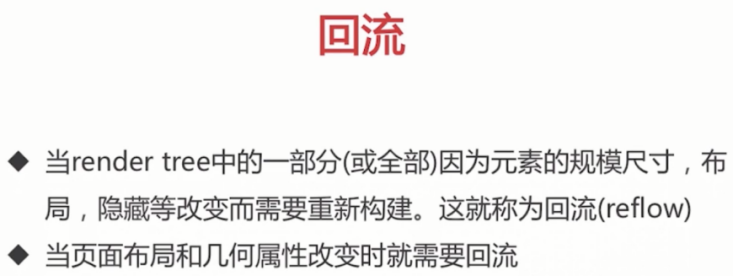 回流
◆ 当render tree中的一部分(或全部)因为元素的规模尺寸，布
局，隐藏等改变而需要重新构建。这就称为回流(reflow)
◆ 当页面布局和几何属性改变时就需要回流